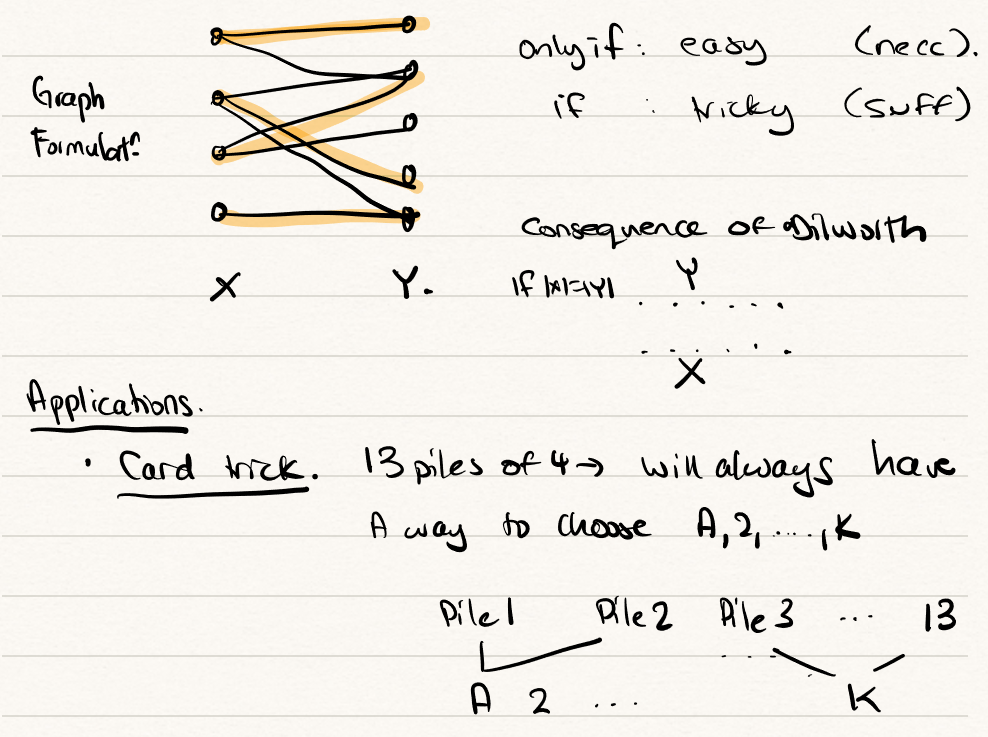 only if : easy (necc).
Graph
Formulatⁿ
if : tricky (suff)
Consequence of Dilworth
X Y.
If |X|=|Y| Y
X
Applications.
· Card trick. 13 piles of 4 → will always have
A way to choose A, 2, ...., K
Pile 1 Pile 2 Pile 3 ... 13
A 2 ... K